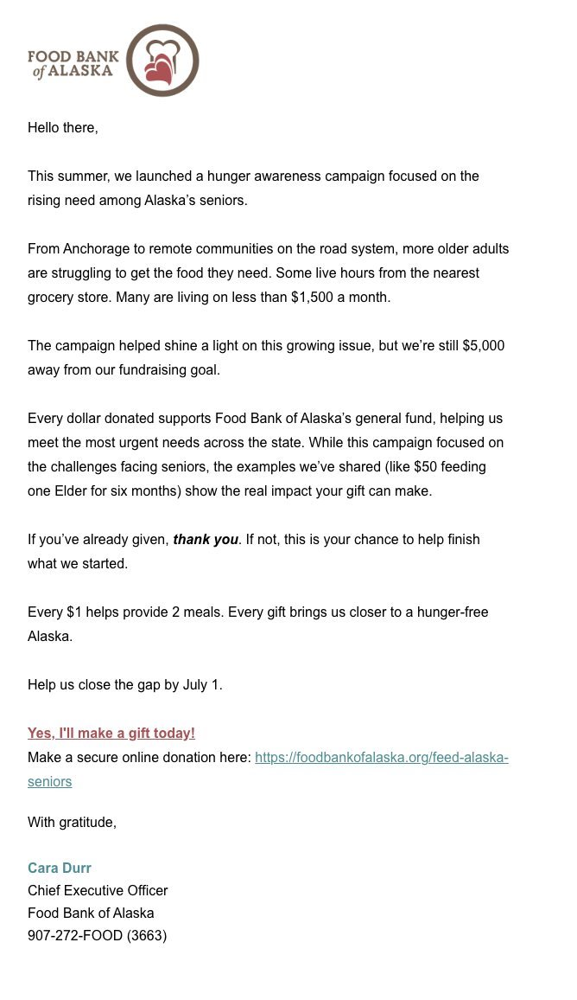 FOOD BANK
of ALASKA
Hello there,
This summer, we launched a hunger awareness campaign focused on the
rising need among Alaska’s seniors.
From Anchorage to remote communities on the road system, more older adults
are struggling to get the food they need. Some live hours from the nearest
grocery store. Many are living on less than $1,500 a month.
The campaign helped shine a light on this growing issue, but we’re still $5,000
away from our fundraising goal.
Every dollar donated supports Food Bank of Alaska’s general fund, helping us
meet the most urgent needs across the state. While this campaign focused on
the challenges facing seniors, the examples we’ve shared (like $50 feeding
one Elder for six months) show the real impact your gift can make.
If you’ve already given, thank you. If not, this is your chance to help finish
what we started.
Every $1 helps provide 2 meals. Every gift brings us closer to a hunger-free
Alaska.
Help us close the gap by July 1.
Yes, I'll make a gift today!
Make a secure online donation here: https://foodbankofalaska.org/feed-alaska-
seniors
With gratitude,
Cara Durr
Chief Executive Officer
Food Bank of Alaska
907-272-FOOD (3663)